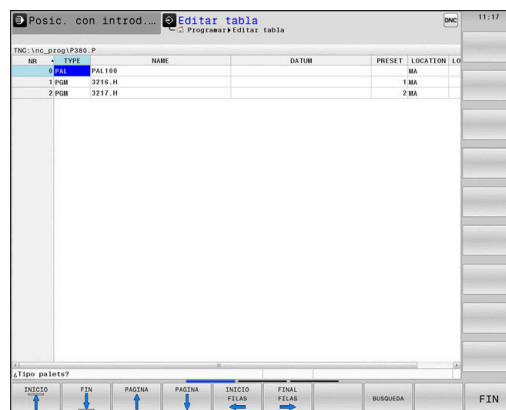 Posic. con introd.... Editar tabla DNC 11:17
Programar Editar tabla
TNC:\nc_prog\P380.P
NR TYPE NAME DATUM PRESET LOCATION LO
0 PAL PAL100 MA
1 PGM 3216.H 1 MA
2 PGM 3217.H 2 MA
¿Tipo palets?
INICIO FIN PAGINA PAGINA INICIO FILAS FINAL FILAS BUSQUEDA FIN